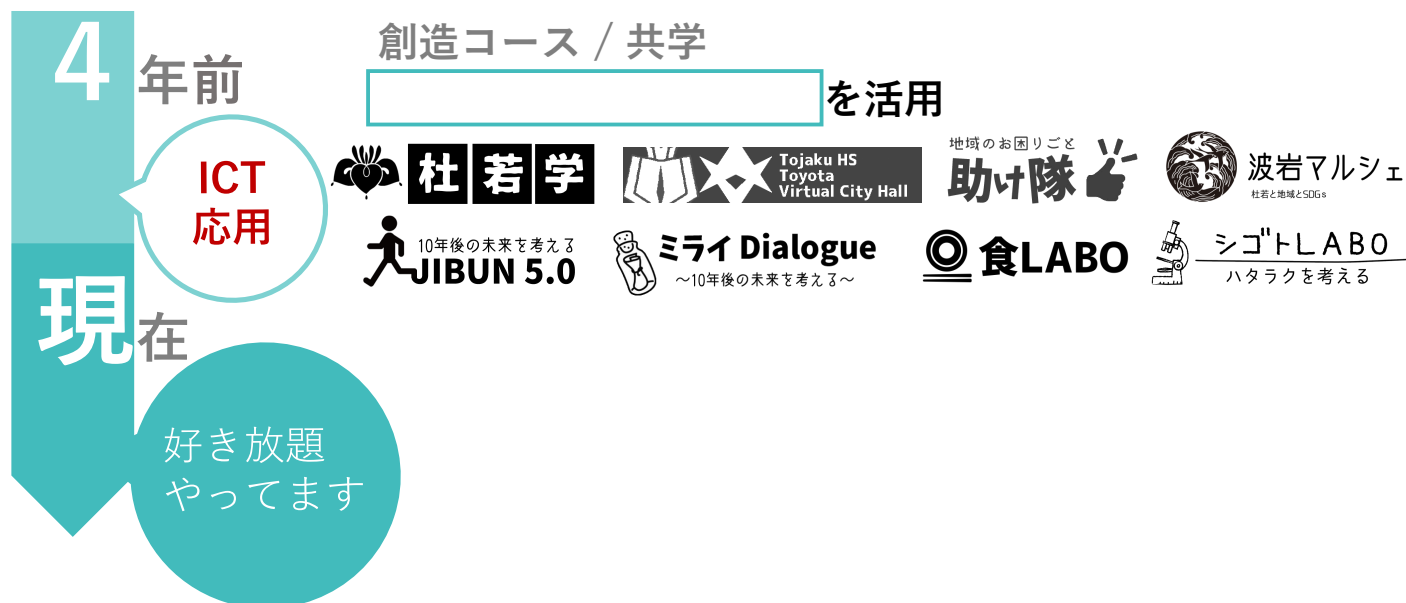 4年前
創造コース / 共学
を活用
ICT
応用
杜若学
Tojaku HS
Toyota
Virtual City Hall
地域のお困りごと
助け隊
波岩マルシェ
杜若と地域とSDGs
10年後の未来を考える
JIBUN 5.0
ミライ Dialogue
～10年後の未来を考える～
食LABO
シゴトLABO
ハタラクを考える
現在
好き放題
やってます